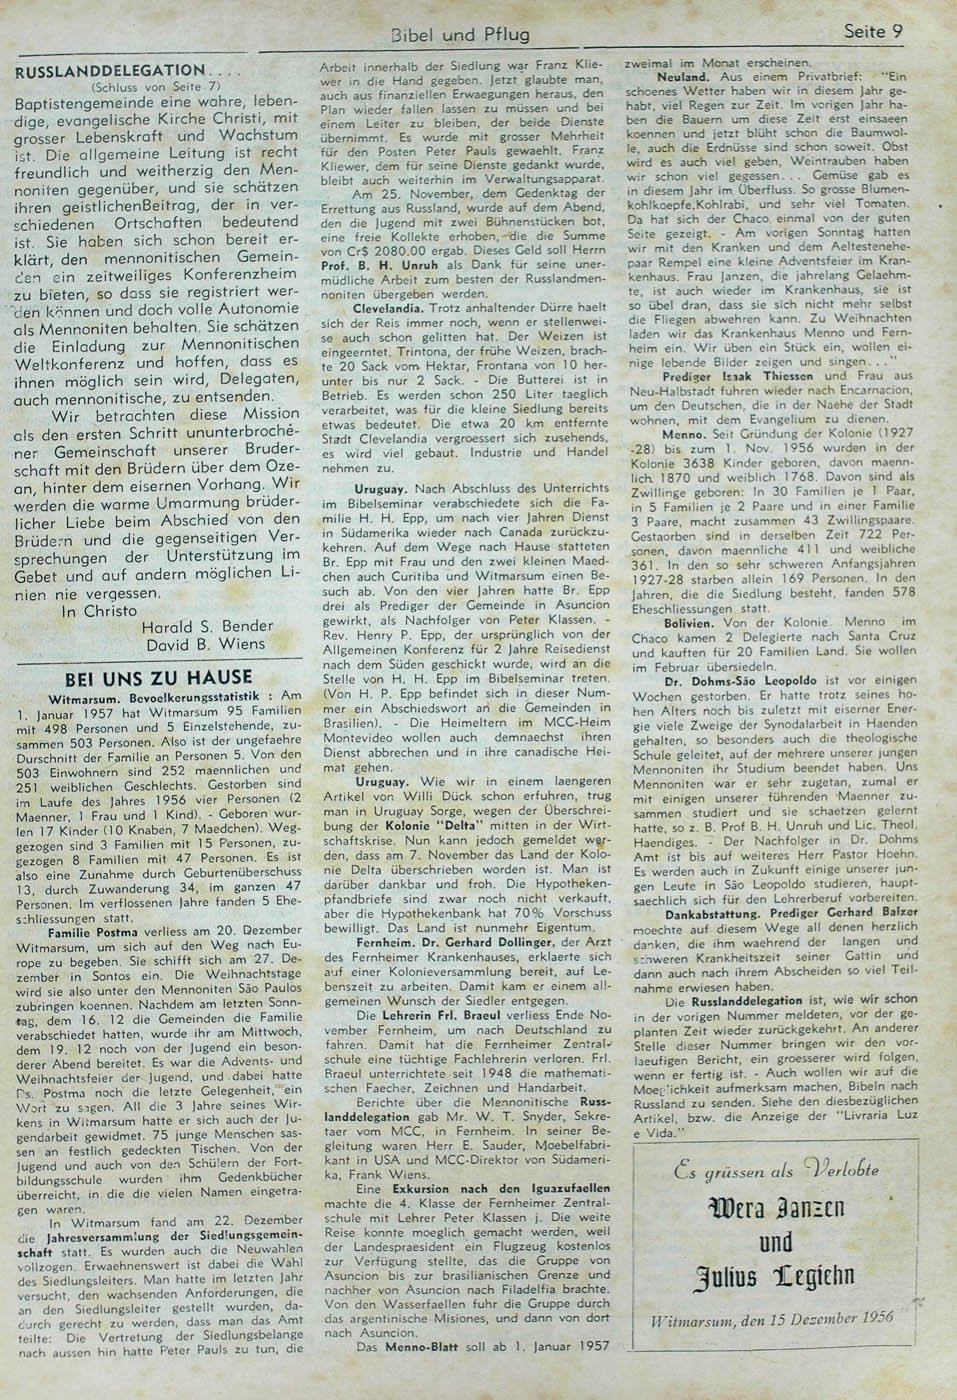 Bibel und Pflug
Seite 9
RUSSLANDDELEGATION....
(Schluss von Seite 7)
Baptistengemeinde eine wahre, leben-
dige, evangelische Kirche Christi, mit
grosser Lebenskraft und Wachstum
ist. Die allgemeine Leitung ist recht
freundlich und weitherzig den Men-
noniten gegenüber, und sie schätzen
ihren geistlichenBeitrag, der in ver-
schiedenen Ortschaften bedeutend
ist. Sie haben sich schon bereit er-
klärt, den mennonitischen Gemein-
den ein zeitweiliges Konferenzheim
zu bieten, so dass sie registriert wer-
den können und doch volle Autonomie
als Mennoniten behalten. Sie schätzen
die Einladung zur Mennonitischen
Weltkonferenz und hoffen, dass es
ihnen möglich sein wird, Delegaten,
auch mennonitische, zu entsenden.
Wir betrachten diese Mission
als den ersten Schritt ununterbroche-
ner Gemeinschaft unserer Bruder-
schaft mit den Brüdern über dem Oze-
an, hinter dem eisernen Vorhang. Wir
werden die warme Umarmung brüder-
licher Liebe beim Abschied von den
Brüdern und die gegenseitigen Ver-
sprechungen der Unterstützung im
Gebet und auf andern möglichen Li-
nien nie vergessen.
In Christo
Harald S. Bender
David B. Wiens
BEI UNS ZU HAUSE
Witmarsum. Bevoelkerungsstatistik : Am
1. Januar 1957 hat Witmarsum 95 Familien
mit 498 Personen und 5 Einzelstehende, zu-
sammen 503 Personen. Also ist der ungefaehre
Durschnitt der Familie an Personen 5. Von den
503 Einwohnern sind 252 maennlichen und
251 weiblichen Geschlechts. Gestorben sind
im Laufe des Jahres 1956 vier Personen (2
Maenner, 1 Frau und 1 Kind). - Geboren wur-
len 17 Kinder (10 Knaben, 7 Maedchen). Weg-
gezogen sind 3 Familien mit 15 Personen, zu-
gezogen 8 Familien mit 47 Personen. Es ist
also eine Zunahme durch Geburtenüberschuss
13, durch Zuwanderung 34, im ganzen 47
Personen. Im verflossenen Jahre fanden 5 Ehe-
schliessungen statt.
Familie Postma verliess am 20. Dezember
Witmarsum, um sich auf den Weg nach Eu-
rope zu begeben. Sie schifft sich am 27. De-
zember in Sontos ein. Die Weihnachtstage
wird sie also unter den Mennoniten São Paulos
zubringen koennen. Nachdem am letzten Sonn-
tag, dem 16. 12 die Gemeinden die Familie
verabschiedet hatten, wurde ihr am Mittwoch,
dem 19. 12 noch von der Jugend ein beson-
derer Abend bereitet. Es war die Advents- und
Weihnachtsfeier der Jugend, und dabei hatte
Ds. Postma noch die letzte Gelegenheit, ein
Wort zu sagen. All die 3 Jahre seines Wir-
kens in Witmarsum hatte er sich auch der Ju-
gendarbeit gewidmet. 75 junge Menschen sas-
sen an festlich gedeckten Tischen. Von der
Jugend und auch von den Schülern der Fort-
bildungsschule wurden ihm Gedenkbücher
überreicht, in die die vielen Namen eingetra-
gen waren.
In Witmarsum fand am 22. Dezember
die Jahresversammlung der Siedlungsgemein-
schaft statt. Es wurden auch die Neuwahlen
vollzogen. Erwaehnenswert ist dabei die Wahl
des Siedlungsleiters. Man hatte im letzten Jahr
versucht, den wachsenden Anforderungen, die
an den Siedlungsleiter gestellt wurden, da-
durch gerecht zu werden, dass man das Amt
teilte: Die Vertretung der Siedlungsbelange
nach aussen hin hatte Peter Pauls zu tun, die
Arbeit innerhalb der Siedlung war Franz Klie-
wer in die Hand gegeben. Jetzt glaubte man,
auch aus finanziellen Erwaegungen heraus, den
Plan wieder fallen lassen zu müssen und bei
einem Leiter zu bleiben, der beide Dienste
übernimmt. Es wurde mit grosser Mehrheit
für den Posten Peter Pauls gewaehlt. Franz
Kliewer, dem für seine Dienste gedankt wurde,
bleibt auch weiterhin im Verwaltungsapparat.
Am 25. November, dem Gedenktag der
Errettung aus Russland, wurde auf dem Abend,
den die Jugend mit zwei Bühnenstücken bot,
eine freie Kollekte erhoben, die die Summe
von Cr$ 2080.00 ergab. Dieses Geld soll Herrn
Prof. B. H. Unruh als Dank für seine uner-
müdliche Arbeit zum besten der Russlandmen-
noniten übergeben werden.
Clevelandia. Trotz anhaltender Dürre haelt
sich der Reis immer noch, wenn er stellenwei-
se auch schon gelitten hat. Der Weizen ist
eingeerntet. Trintona, der frühe Weizen, brach-
te 20 Sack vom Hektar, Frontana von 10 her-
unter bis nur 2 Sack. - Die Butterei ist in
Betrieb. Es werden schon 250 Liter taeglich
verarbeitet, was für die kleine Siedlung bereits
etwas bedeutet. Die etwa 20 km entfernte
Stadt Clevelandia vergroessert sich zusehends,
es wird viel gebaut. Industrie und Handel
nehmen zu.
Uruguay. Nach Abschluss des Unterrichts
im Bibelseminar verabschiedete sich die Fa-
milie H. H. Epp, um nach vier Jahren Dienst
in Südamerika wieder nach Canada zurückzu-
kehren. Auf dem Wege nach Hause statteten
Br. Epp mit Frau und den zwei kleinen Maed-
chen auch Curitiba und Witmarsum einen Be-
such ab. Von den vier Jahren hatte Br. Epp
drei als Prediger der Gemeinde in Asuncion
gewirkt, als Nachfolger von Peter Klassen. -
Rev. Henry P. Epp, der ursprünglich von der
Allgemeinen Konferenz für 2 Jahre Reisedienst
nach dem Süden geschickt wurde, wird an die
Stelle von H. H. Epp im Bibelseminar treten.
(Von H. P. Epp befindet sich in dieser Num-
mer ein Abschiedswort an die Gemeinden in
Brasilien). - Die Heimeltern im MCC-Heim
Montevideo wollen auch demnaechst ihren
Dienst abbrechen und in ihre canadische Hei-
mat gehen.
Uruguay. Wie wir in einem laengeren
Artikel von Willi Dück schon erfuhren, trug
man in Uruguay Sorge, wegen der Überschrei-
bung der Kolonie "Delta" mitten in der Wirt-
schaftskrise. Nun kann jedoch gemeldet wer-
den, dass am 7. November das Land der Kolo-
nie Delta überschrieben worden ist. Man ist
darüber dankbar und froh. Die Hypotheken-
pfandbriefe sind zwar noch nicht verkauft,
aber die Hypothekenbank hat 70% Vorschuss
bewilligt. Das Land ist nunmehr Eigentum.
Fernheim. Dr. Gerhard Dollinger, der Arzt
des Fernheimer Krankenhauses, erklaerte sich
auf einer Kolonieversammlung bereit, auf Le-
benszeit zu arbeiten. Damit kam er einem all-
gemeinen Wunsch der Siedler entgegen.
Die Lehrerin Frl. Braeul verliess Ende No-
vember Fernheim, um nach Deutschland zu
fahren. Damit hat die Fernheimer Zentral-
schule eine tüchtige Fachlehrerin verloren. Frl.
Braeul unterrichtete seit 1948 die mathemati-
schen Faecher, Zeichnen und Handarbeit.
Berichte über die Mennonitische Russ-
landdelegation gab Mr. W. T. Snyder, Sekre-
taer vom MCC, in Fernheim. In seiner Be-
gleitung waren Herr E. Sauder, Moebelfabri-
kant in USA und MCC-Direktor von Südameri-
ka, Frank Wiens.
Eine Exkursion nach den Iguazufaellen
machte die 4. Klasse der Fernheimer Zentral-
schule mit Lehrer Peter Klassen j. Die weite
Reise konnte moeglich gemacht werden, weil
der Landespraesident ein Flugzeug kostenlos
zur Verfügung stellte, das die Gruppe von
Asuncion bis zur brasilianischen Grenze und
nachher von Asuncion nach Filadelfia brachte.
Von den Wasserfaellen fuhr die Gruppe durch
das argentinische Misiones, und dann von dort
nach Asuncion.
Das Menno-Blatt soll ab 1. Januar 1957
zweimal im Monat erscheinen.
Neuland. Aus einem Privatbrief: "Ein
schoenes Wetter haben wir in diesem Jahr ge-
habt, viel Regen zur Zeit. Im vorigen Jahr ha-
ben die Bauern um diese Zeit erst einsaeen
koennen und jetzt blüht schon die Baumwol-
le, auch die Erdnüsse sind schon soweit. Obst
wird es auch viel geben, Weintrauben haben
wir schon viel gegessen... Gemüse gab es
in diesem Jahr im Überfluss. So grosse Blumen-
kohlkoepfe,Kohlrabi, und sehr viel Tomaten.
Da hat sich der Chaco einmal von der guten
Seite gezeigt. - Am vorigen Sonntag hatten
wir mit den Kranken und dem Aeltestenehe-
paar Rempel eine kleine Adventsfeier im Kran-
kenhaus. Frau Janzen, die jahrelang Gelaehm-
te, ist auch wieder im Krankenhaus, sie ist
so übel dran, dass sie sich nicht mehr selbst
die Fliegen abwehren kann. Zu Weihnachten
laden wir das Krankenhaus Menno und Fern-
heim ein. Wir üben ein Stück ein, wollen ei-
nige lebende Bilder zeigen und singen..."
Prediger Isaak Thiessen und Frau aus
Neu-Halbstadt fuhren wieder nach Encarnacion,
um den Deutschen, die in der Naehe der Stadt
wohnen, mit dem Evangelium zu dienen.
Menno. Seit Gründung der Kolonie (1927
-28) bis zum 1. Nov. 1956 wurden in der
Kolonie 3638 Kinder geboren, davon maenn-
lich 1870 und weiblich 1768. Davon sind als
Zwillinge geboren: In 30 Familien je 1 Paar,
in 5 Familien je 2 Paare und in einer Familie
3 Paare, macht zusammen 43 Zwillingspaare.
Gestaorben sind in derselben Zeit 722 Per-
sonen, davon maennliche 411 und weibliche
361. In den so sehr schweren Anfangsjahren
1927-28 starben allein 169 Personen. In den
Jahren, die die Siedlung besteht, fanden 578
Eheschliessungen statt.
Bolivien. Von der Kolonie Menno im
Chaco kamen 2 Delegierte nach Santa Cruz
und kauften für 20 Familien Land. Sie wollen
im Februar übersiedeln.
Dr. Dohms-São Leopoldo ist vor einigen
Wochen gestorben. Er hatte trotz seines ho-
hen Alters noch bis zuletzt mit eiserner Ener-
gie viele Zweige der Synodalarbeit in Haenden
gehalten, so besonders auch die theologische
Schule geleitet, auf der mehrere unserer jungen
Mennoniten ihr Studium beendet haben. Uns
Mennoniten war er sehr zugetan, zumal er
mit einigen unserer führenden Maenner zu-
sammen studiert und sie schaetzen gelernt
hatte, so z. B. Prof B. H. Unruh und Lic. Theol.
Haendiges. - Der Nachfolger in Dr. Dohms
Amt ist bis auf weiteres Herr Pastor Hoehn.
Es werden auch in Zukunft einige unserer jun-
gen Leute in São Leopoldo studieren, haupt-
saechlich sich für den Lehrerberuf vorbereiten.
Dankabstattung. Prediger Gerhard Balzer
moechte auf diesem Wege all denen herzlich
danken, die ihm waehrend der langen und
schweren Krankheitszeit seiner Gattin und
dann auch nach ihrem Abscheiden so viel Teil-
nahme erwiesen haben.
Die Russlanddelegation ist, wie wir schon
in der vorigen Nummer meldeten, vor der ge-
planten Zeit wieder zurückgekehrt. An anderer
Stelle dieser Nummer bringen wir den vor-
laeufigen Bericht, ein groesserer wird folgen,
wenn er fertig ist. - Auch wollen wir auf die
Moeglichkeit aufmerksam machen, Bibeln nach
Russland zu senden. Siehe den diesbezüglichen
Artikel, bzw. die Anzeige der "Livraria Luz
e Vida."
Es grüssen als Verlobte
Wera Janzen
und
Julius Legiehn
Witmarsum, den 15 Dezember 1956